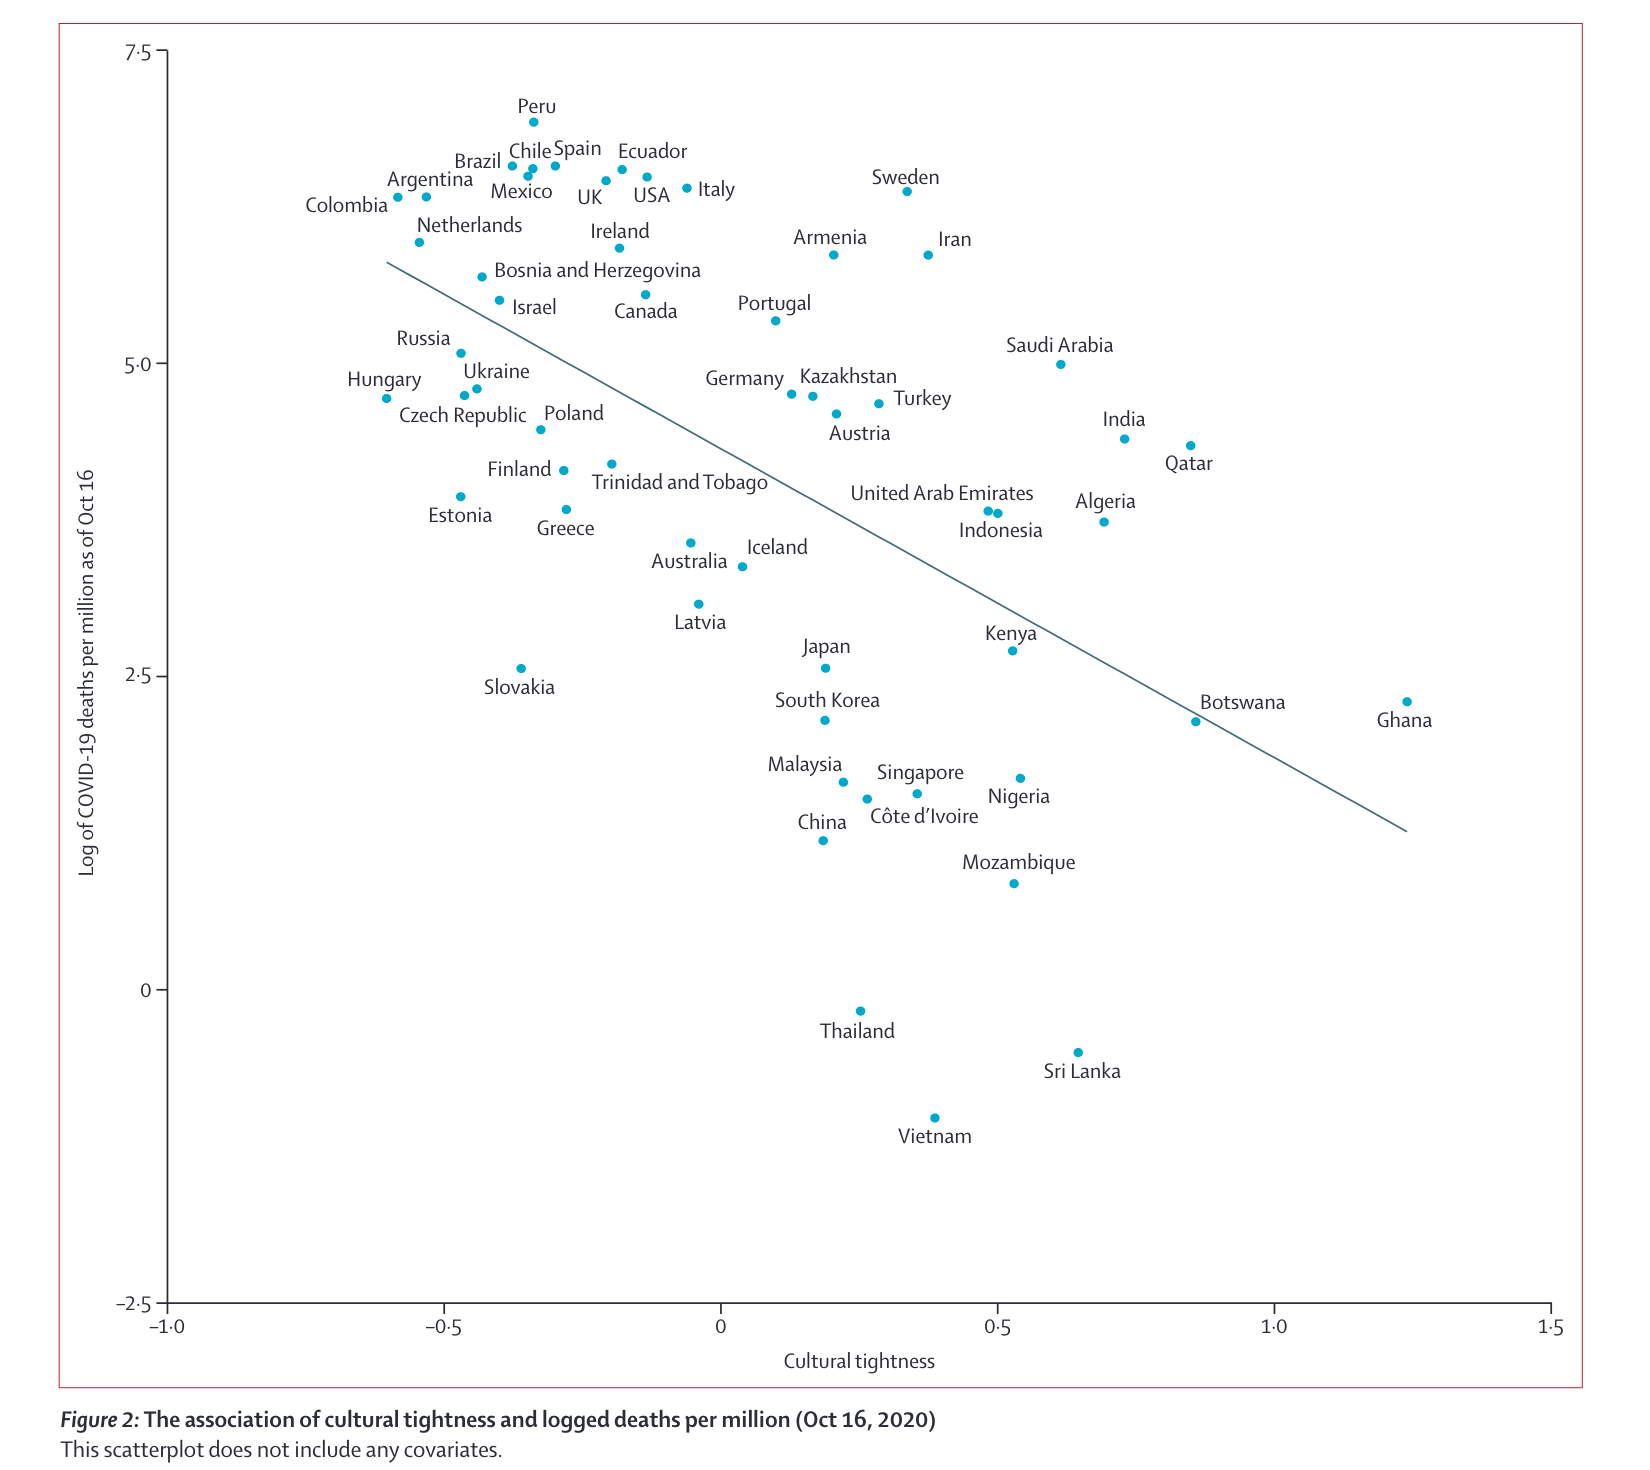 7·5
Peru
Chile
Spain
Ecuador
Brazil
Argentina
Mexico
UK
USA
Italy
Sweden
Colombia
Netherlands
Ireland
Armenia
Iran
Bosnia and Herzegovina
Israel
Canada
Portugal
Russia
Saudi Arabia
5·0
Ukraine
Hungary
Germany
Kazakhstan
Turkey
Czech Republic
Poland
Austria
India
Qatar
Finland
Trinidad and Tobago
United Arab Emirates
Algeria
Estonia
Greece
Indonesia
Australia
Iceland
Latvia
Kenya
Japan
2·5
Slovakia
South Korea
Botswana
Ghana
Malaysia
Singapore
Nigeria
Côte d’Ivoire
China
Mozambique
0
Thailand
Sri Lanka
Vietnam
–2·5
Log of COVID-19 deaths per million as of Oct 16
–1·0
–0·5
0
0·5
1·0
1·5
Cultural tightness
Figure 2: The association of cultural tightness and logged deaths per million (Oct 16, 2020)
This scatterplot does not include any covariates.